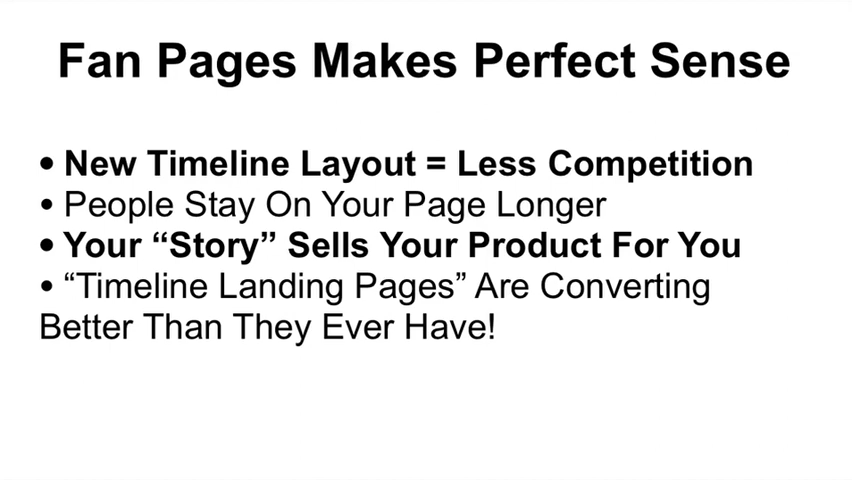 Fan Pages Makes Perfect Sense
• New Timeline Layout = Less Competition
• People Stay On Your Page Longer
• Your “Story” Sells Your Product For You
• “Timeline Landing Pages” Are Converting
Better Than They Ever Have!